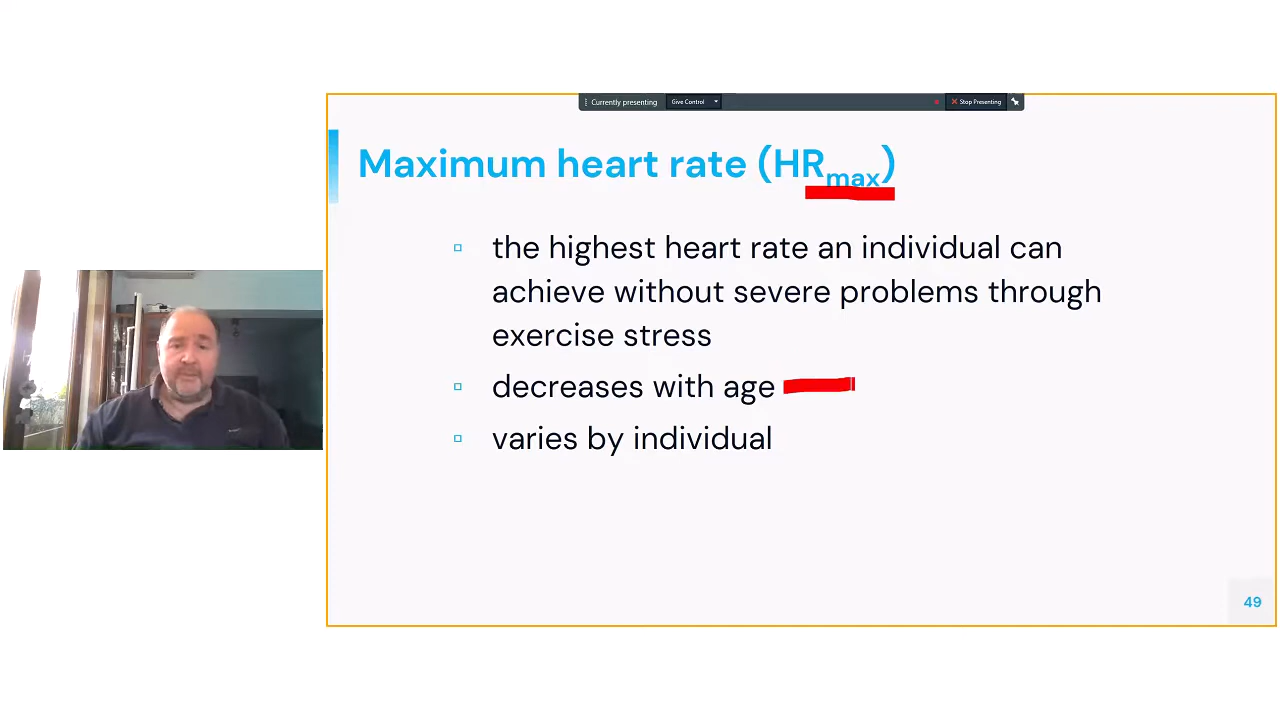 Currently presenting Give Control Stop Presenting
Maximum heart rate (HRmax)
the highest heart rate an individual can
achieve without severe problems through
exercise stress
decreases with age
varies by individual
49